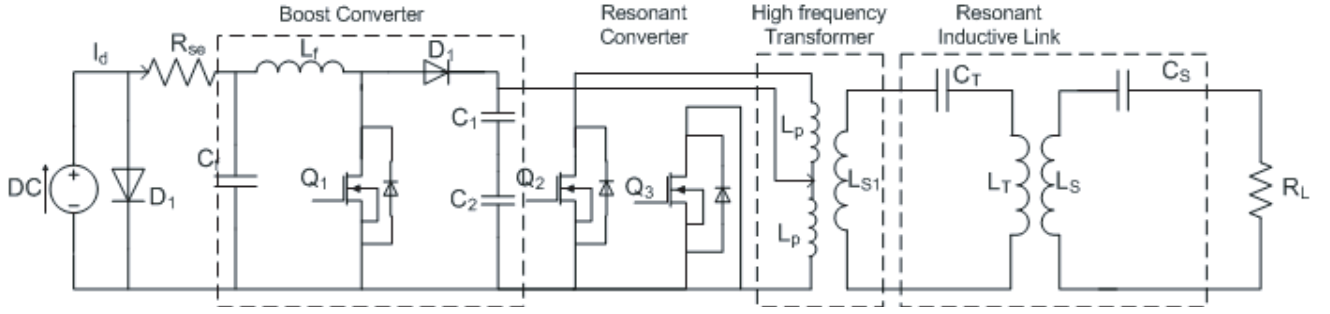 Boost Converter
Resonant
Converter
High frequency
Transformer
Resonant
Inductive Link
I_d
R_se
L_f
D_1
C_T
C_S
C_1
L_p
DC
+
−
D_1
C
Q_1
Q_2
Q_3
L_S1
L_T
L_S
R_L
C_2
L_p